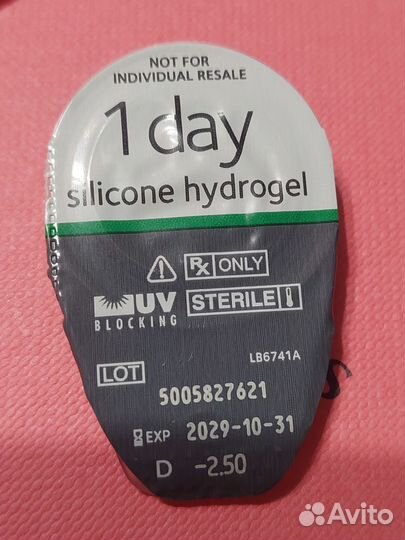 NOT FOR
INDIVIDUAL RESALE
1 day
silicone hydrogel
Rx ONLY
UV
BLOCKING
STERILE
LB6741A
LOT
5005827621
EXP 2029-10-31
D -2.50
Avito